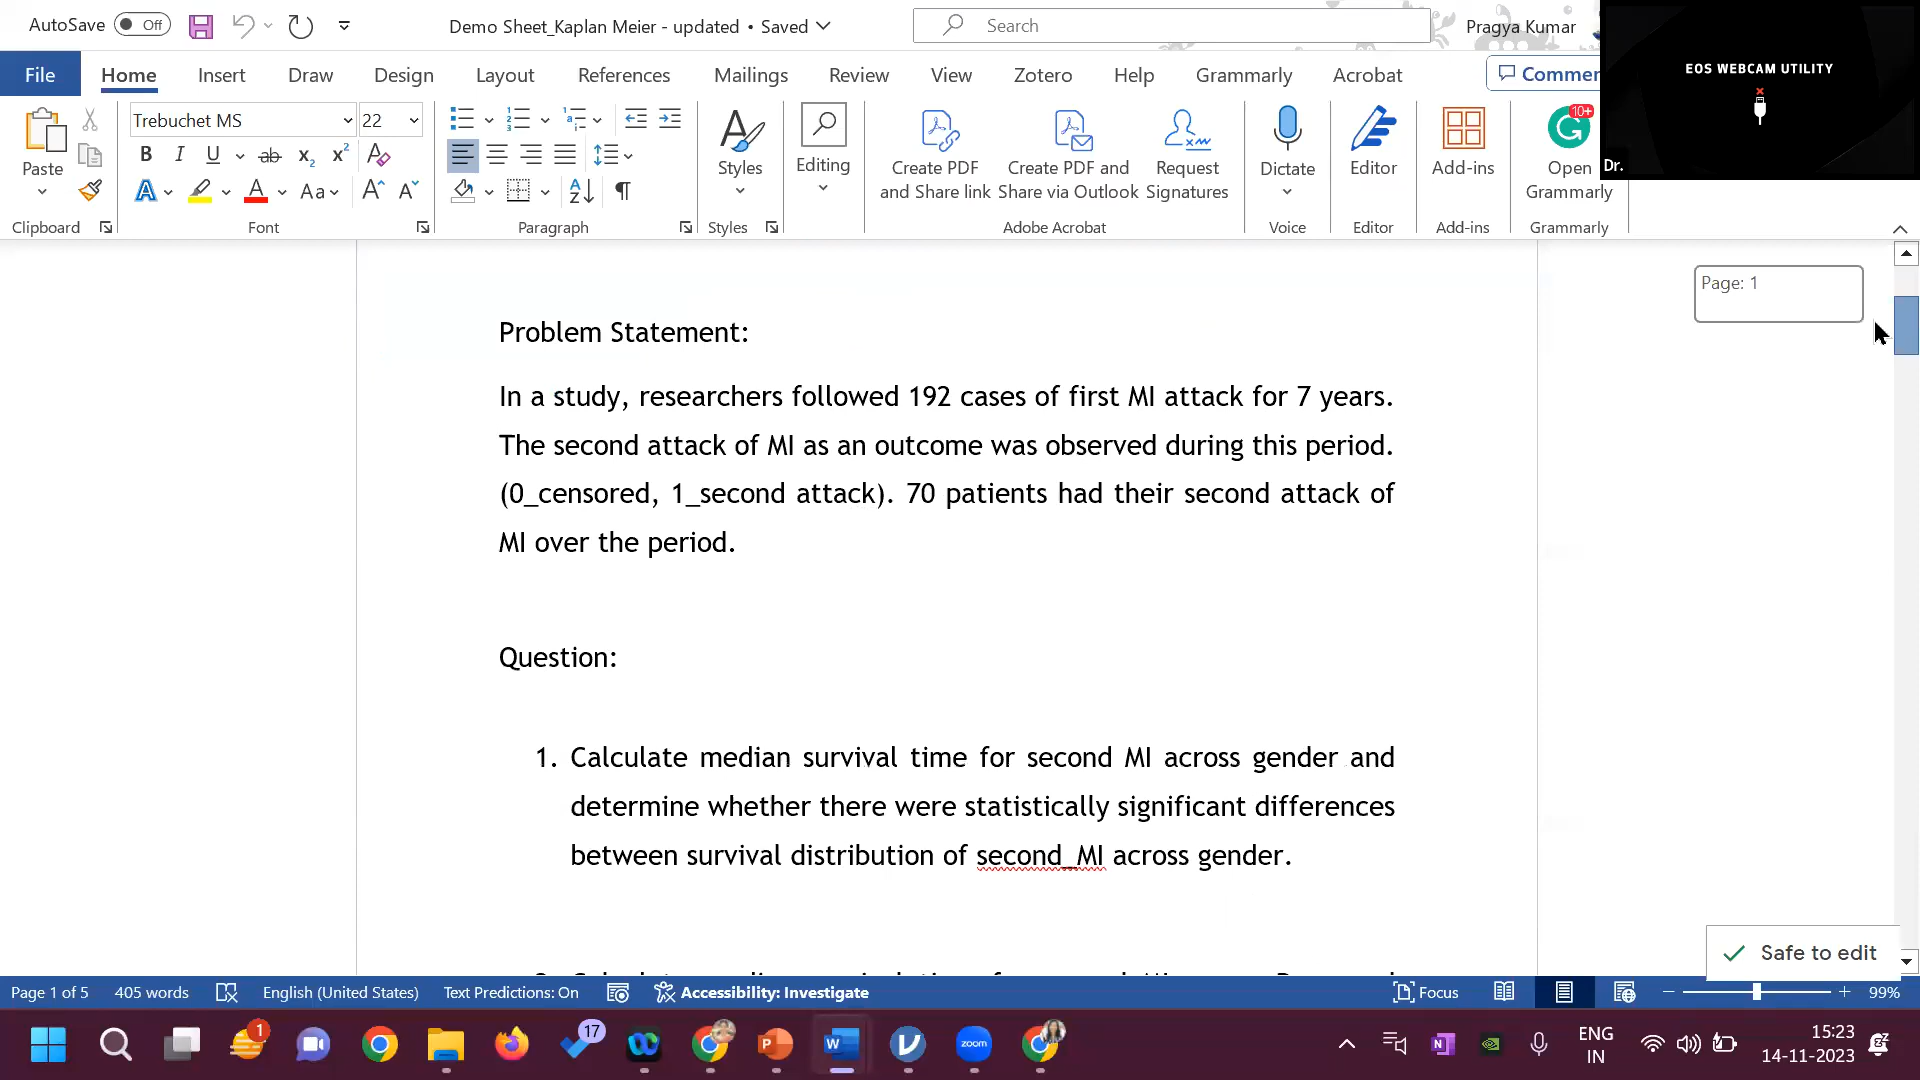 AutoSave Off Demo Sheet_Kaplan Meier - updated • Saved Search Pragya Kumar
EOS WEBCAM UTILITY
Dr.
File Home Insert Draw Design Layout References Mailings Review View Zotero Help Grammarly Acrobat
Trebuchet MS 22
Paste
Clipboard
B I U ab x2 x2
Aa
Font
Paragraph
Styles
Styles
Editing
Create PDF and Share link
Create PDF and Share via Outlook
Request Signatures
Adobe Acrobat
Dictate
Voice
Editor
Editor
Add-ins
Add-ins
10+
Open Grammarly
Grammarly
Page: 1
Problem Statement:
In a study, researchers followed 192 cases of first MI attack for 7 years.
The second attack of MI as an outcome was observed during this period.
(0_censored, 1_second attack). 70 patients had their second attack of
MI over the period.
Question:
1. Calculate median survival time for second MI across gender and
determine whether there were statistically significant differences
between survival distribution of second_MI across gender.
Safe to edit
Page 1 of 5 405 words English (United States) Text Predictions: On Accessibility: Investigate Focus 99%
1 17 zoom
ENG
IN
15:23
14-11-2023